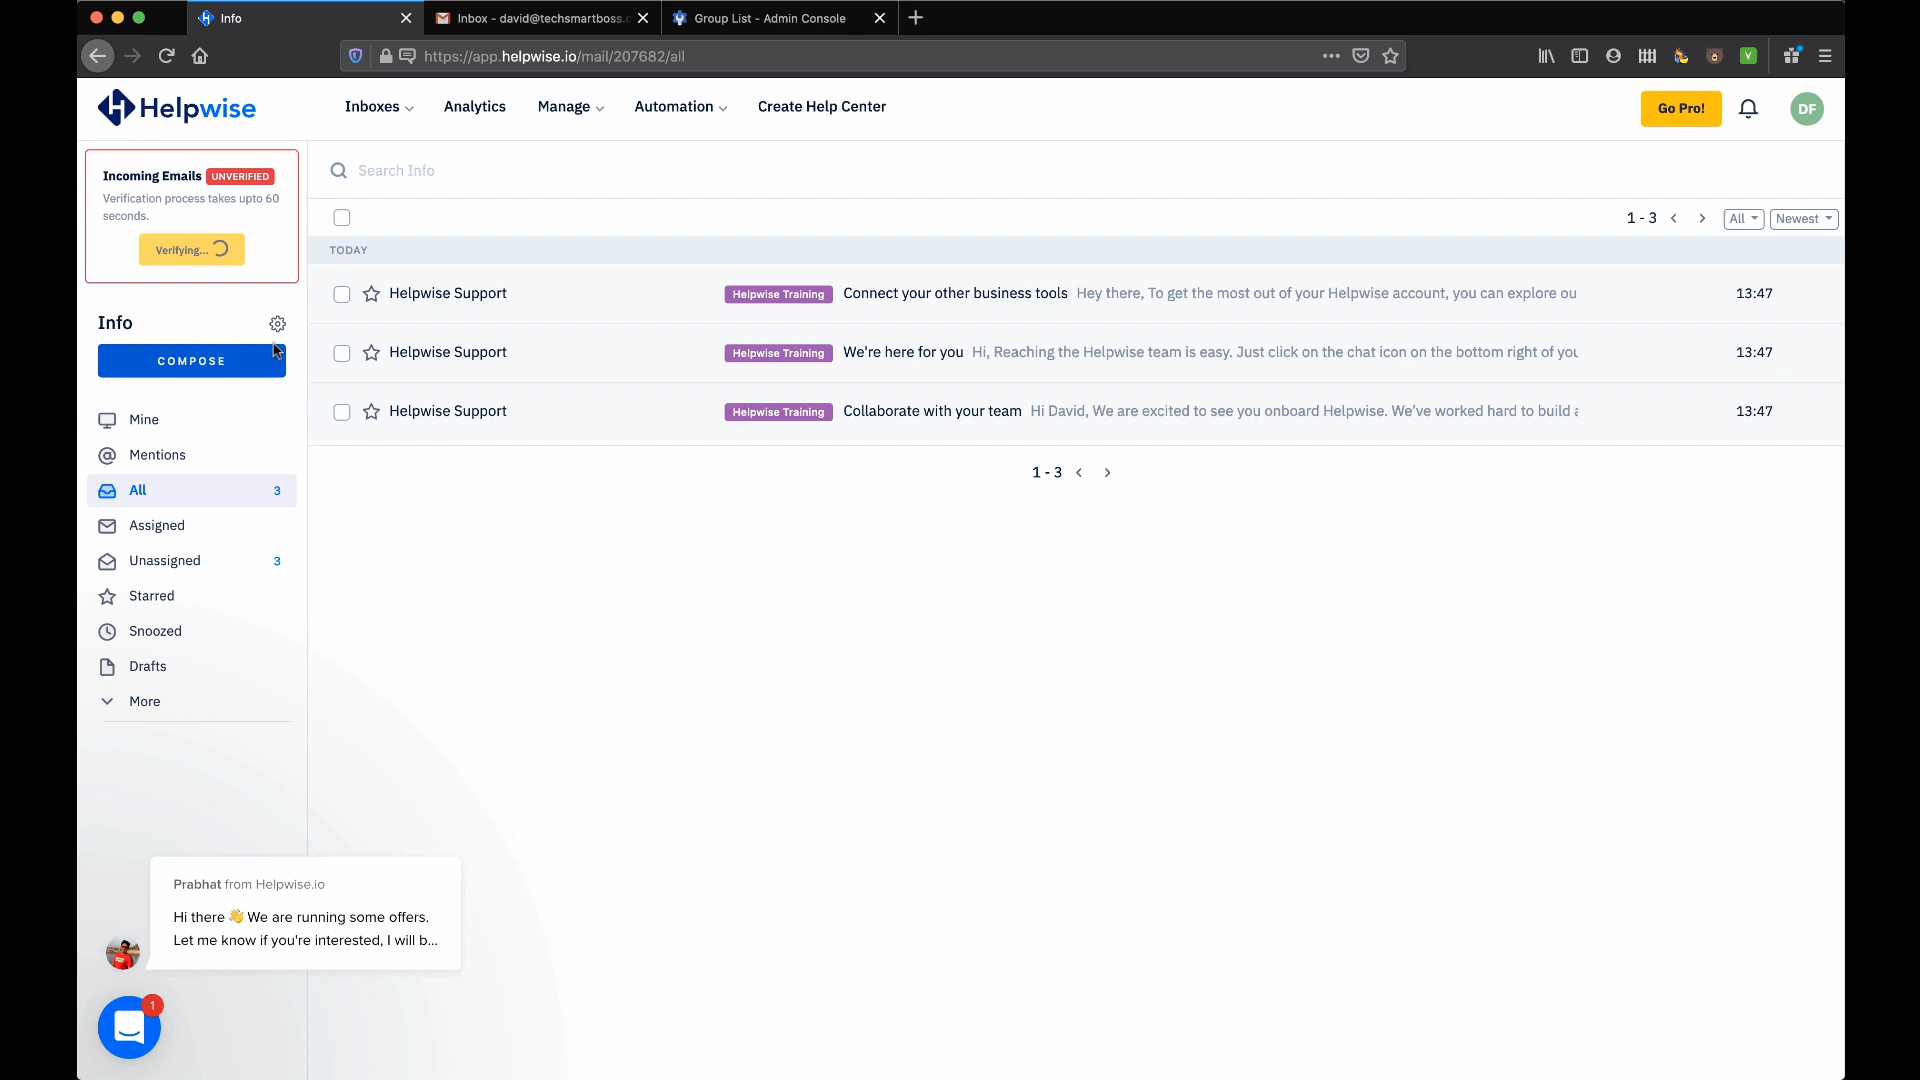 Info
Inbox - david@techsmartboss.c
Group List - Admin Console
https://app.helpwise.io/mail/207682/all
Helpwise
Inboxes
Analytics
Manage
Automation
Create Help Center
Go Pro!
DF
Incoming Emails UNVERIFIED
Verification process takes upto 60
seconds.
Verifying...
Search Info
1 - 3
All
Newest
TODAY
Helpwise Support Helpwise Training Connect your other business tools Hey there, To get the most out of your Helpwise account, you can explore ou 13:47
Helpwise Support Helpwise Training We're here for you Hi, Reaching the Helpwise team is easy. Just click on the chat icon on the bottom right of you 13:47
Helpwise Support Helpwise Training Collaborate with your team Hi David, We are excited to see you onboard Helpwise. We've worked hard to build a 13:47
1 - 3
Info
COMPOSE
Mine
Mentions
All 3
Assigned
Unassigned 3
Starred
Snoozed
Drafts
More
Prabhat from Helpwise.io
Hi there 👋 We are running some offers.
Let me know if you're interested, I will b...
1